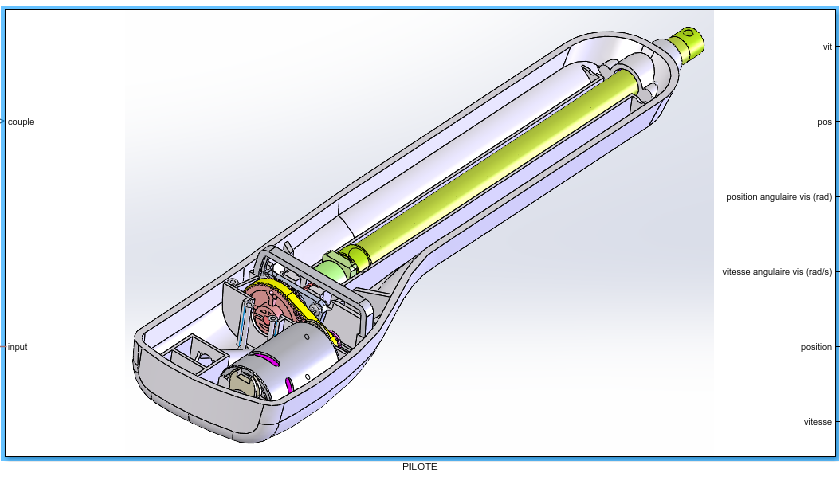 vit
couple
pos
position angulaire vis (rad)
vitesse angulaire vis (rad/s)
input
position
vitesse
PILOTE